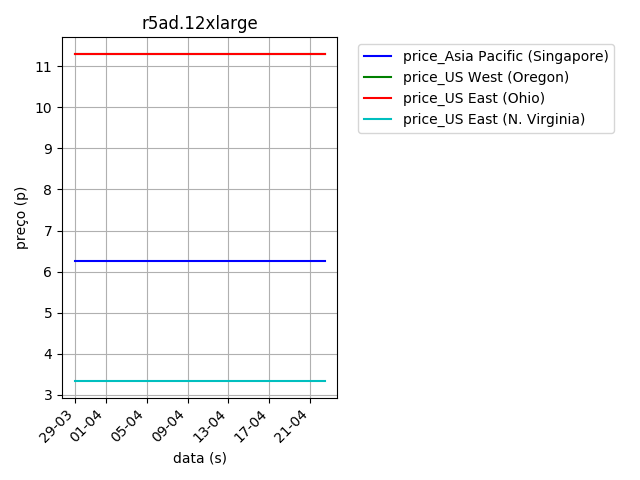 r5ad.12xlarge
price_Asia Pacific (Singapore)
price_US West (Oregon)
price_US East (Ohio)
price_US East (N. Virginia)
preço (p)
11
10
9
8
7
6
5
4
3
29-03
01-04
05-04
09-04
13-04
17-04
21-04
data (s)